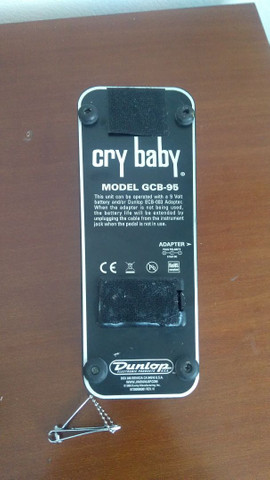 cry baby
MODEL GCB-95
This unit can be operated with a 9 Volt
battery and/or Dunlop ECB-003 Adapter.
When the adapter is not being used,
the battery life will be extended by
unplugging the cable from the instrument
jack when the pedal is not in use.
ADAPTER >
CE
RoHS
Dunlop